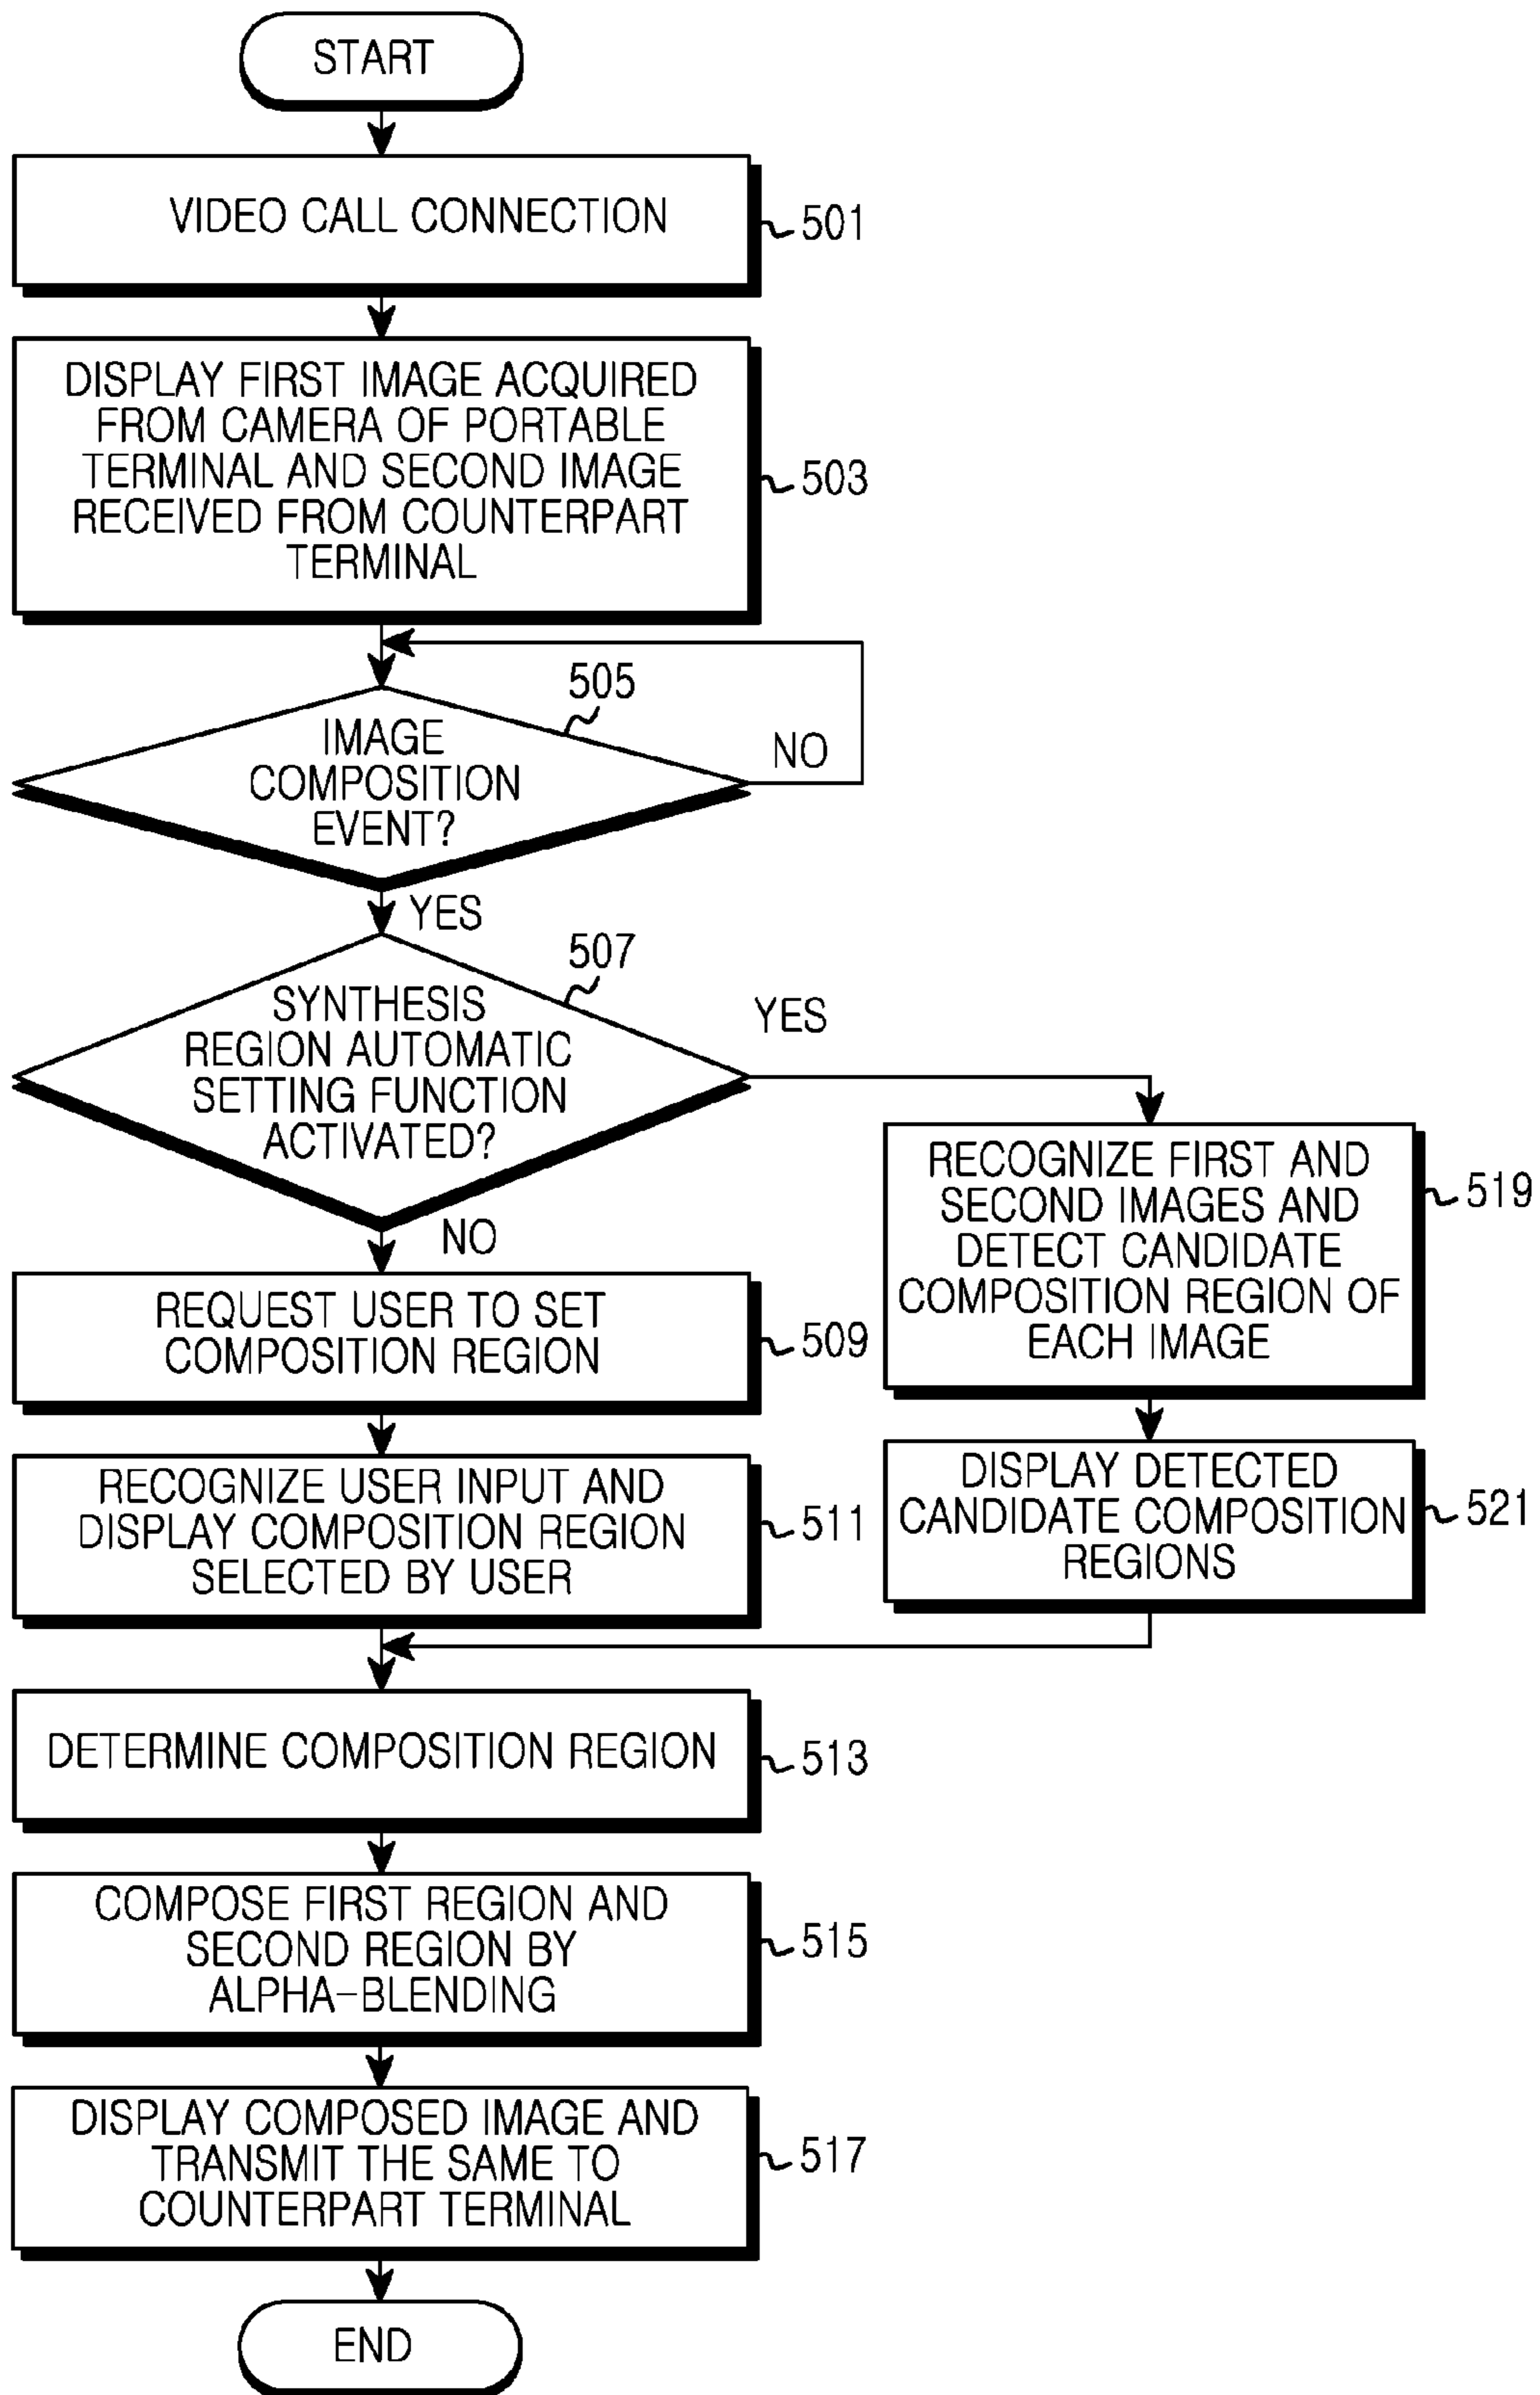 START
VIDEO CALL CONNECTION
501
DISPLAY FIRST IMAGE ACQUIRED
FROM CAMERA OF PORTABLE
TERMINAL AND SECOND IMAGE
RECEIVED FROM COUNTERPART
TERMINAL
503
505
IMAGE
COMPOSITION
EVENT?
NO
YES
507
SYNTHESIS
REGION AUTOMATIC
SETTING FUNCTION
ACTIVATED?
YES
NO
REQUEST USER TO SET
COMPOSITION REGION
509
RECOGNIZE USER INPUT AND
DISPLAY COMPOSITION REGION
SELECTED BY USER
511
RECOGNIZE FIRST AND
SECOND IMAGES AND
DETECT CANDIDATE
COMPOSITION REGION OF
EACH IMAGE
519
DISPLAY DETECTED
CANDIDATE COMPOSITION
REGIONS
521
DETERMINE COMPOSITION REGION
513
COMPOSE FIRST REGION AND
SECOND REGION BY
ALPHA-BLENDING
515
DISPLAY COMPOSED IMAGE AND
TRANSMIT THE SAME TO
COUNTERPART TERMINAL
517
END